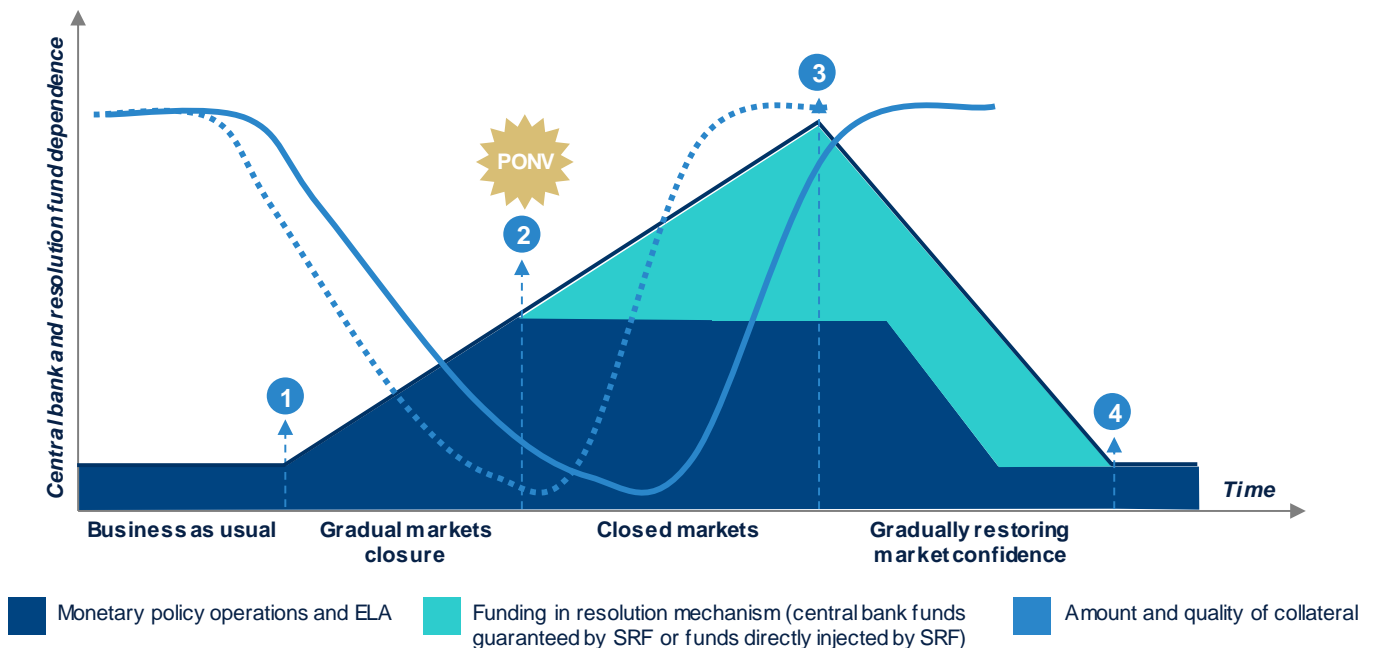 Central bank and resolution fund dependence
3
PONV
2
1
4
Time
Business as usual
Gradual markets
closure
Closed markets
Gradually restoring
market confidence
Monetary policy operations and ELA
Funding in resolution mechanism (central bank funds
guaranteed by SRF or funds directly injected by SRF)
Amount and quality of collateral